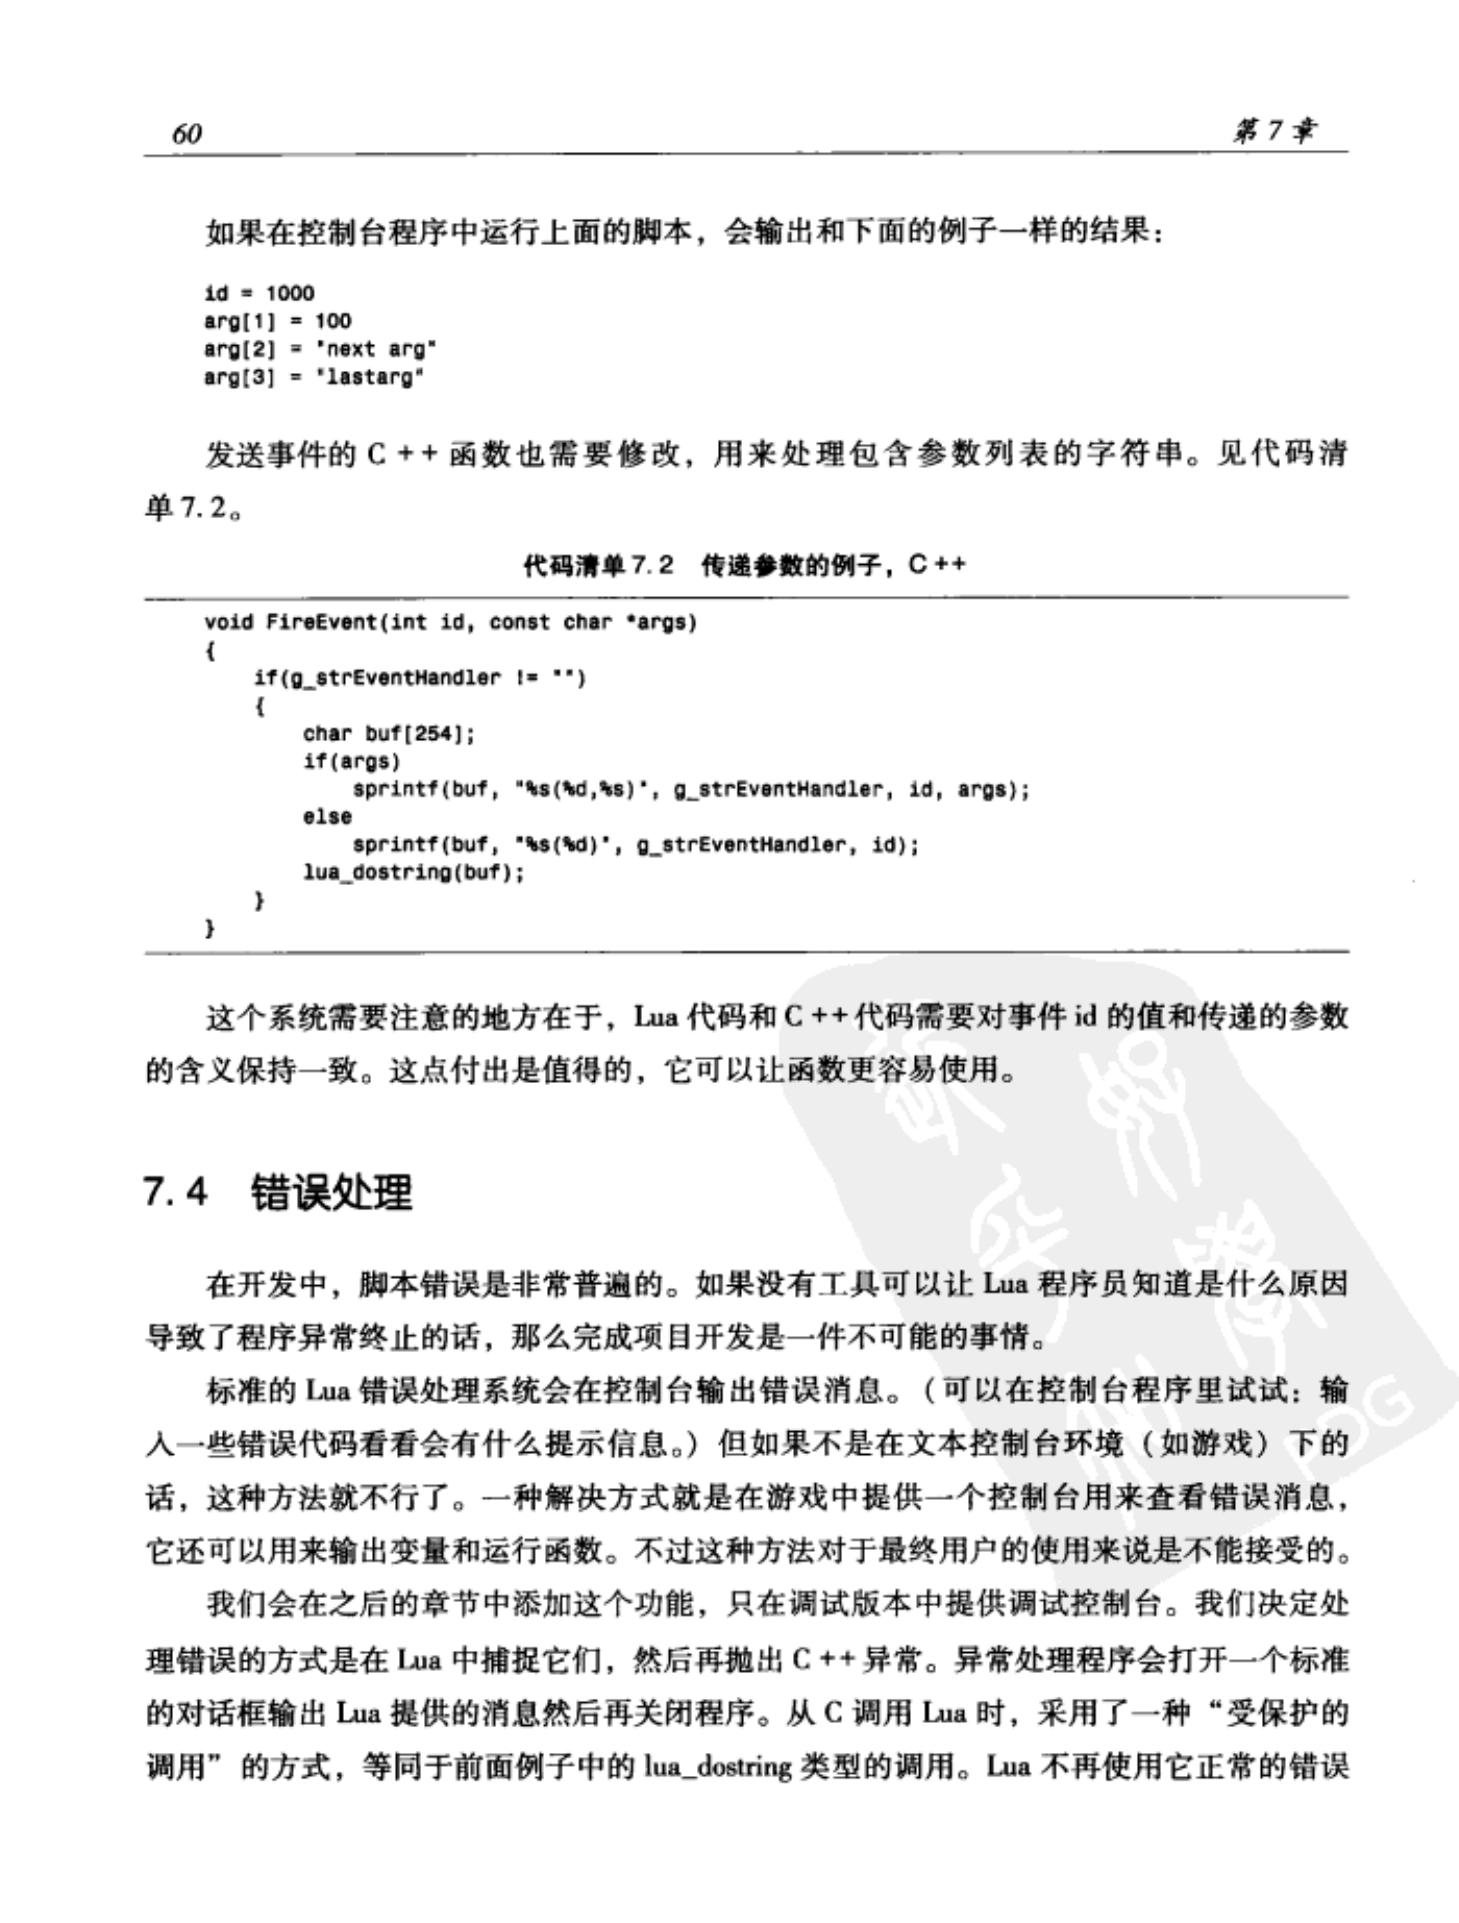 60
第7章
如果在控制台程序中运行上面的脚本，会输出和下面的例子一样的结果：
id = 1000
arg[1] = 100
arg[2] = "next arg"
arg[3] = "lastarg"
发送事件的 C ++ 函数也需要修改，用来处理包含参数列表的字符串。见代码清
单 7.2。
代码清单 7.2 传递参数的例子，C ++
void FireEvent(int id, const char *args)
{
if(g_strEventHandler != "")
{
char buf[254];
if(args)
sprintf(buf, "%s(%d,%s)", g_strEventHandler, id, args);
else
sprintf(buf, "%s(%d)", g_strEventHandler, id);
lua_dostring(buf);
}
}
这个系统需要注意的地方在于，Lua 代码和 C ++代码需要对事件 id 的值和传递的参数
的含义保持一致。这点付出是值得的，它可以让函数更容易使用。
7.4 错误处理
在开发中，脚本错误是非常普遍的。如果没有工具可以让 Lua 程序员知道是什么原因
导致了程序异常终止的话，那么完成项目开发是一件不可能的事情。
标准的 Lua 错误处理系统会在控制台输出错误消息。（可以在控制台程序里试试：输
入一些错误代码看看会有什么提示信息。）但如果不是在文本控制台环境（如游戏）下的
话，这种方法就不行了。一种解决方式就是在游戏中提供一个控制台用来查看错误消息，
它还可以用来输出变量和运行函数。不过这种方法对于最终用户的使用来说是不能接受的。
我们会在之后的章节中添加这个功能，只在调试版本中提供调试控制台。我们决定处
理错误的方式是在 Lua 中捕捉它们，然后再抛出 C ++ 异常。异常处理程序会打开一个标准
的对话框输出 Lua 提供的消息然后再关闭程序。从 C 调用 Lua 时，采用了一种“受保护的
调用”的方式，等同于前面例子中的 lua_dostring 类型的调用。Lua 不再使用它正常的错误
PDG